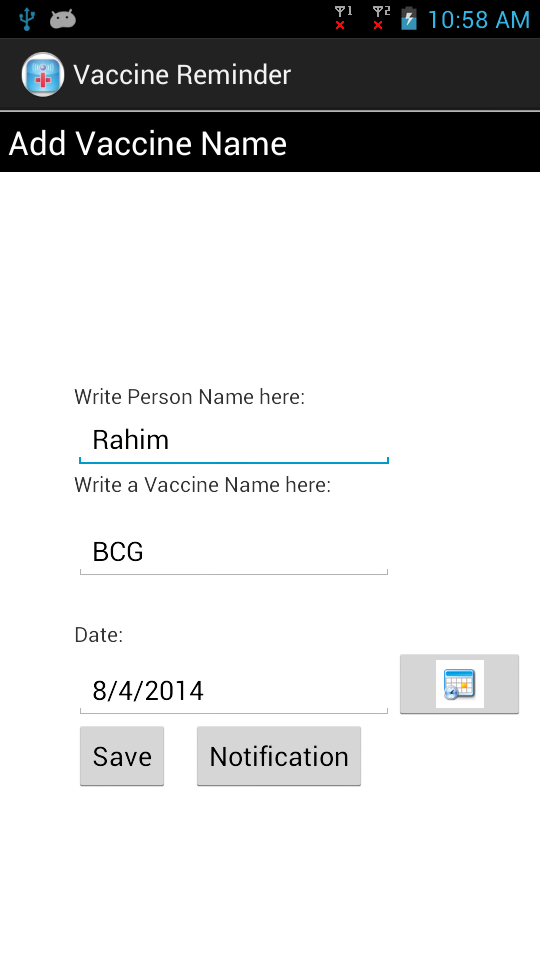 1 2 10:58 AM
Vaccine Reminder
Add Vaccine Name
Write Person Name here:
Rahim
Write a Vaccine Name here:
BCG
Date:
8/4/2014
Save Notification